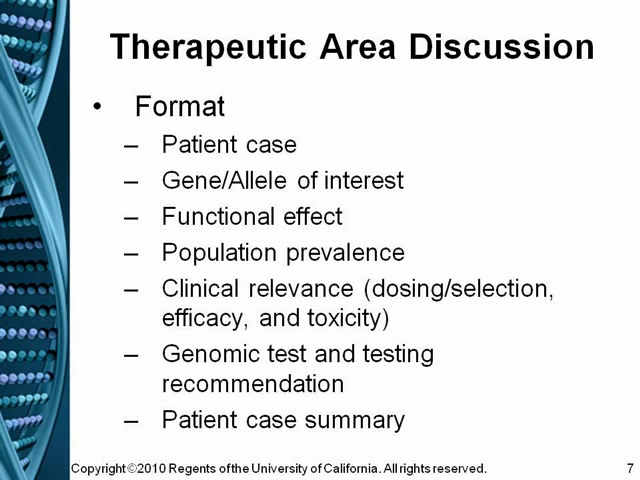 Therapeutic Area Discussion
• Format
– Patient case
– Gene/Allele of interest
– Functional effect
– Population prevalence
– Clinical relevance (dosing/selection,
efficacy, and toxicity)
– Genomic test and testing
recommendation
– Patient case summary
Copyright ©2010 Regents of the University of California. All rights reserved. 7